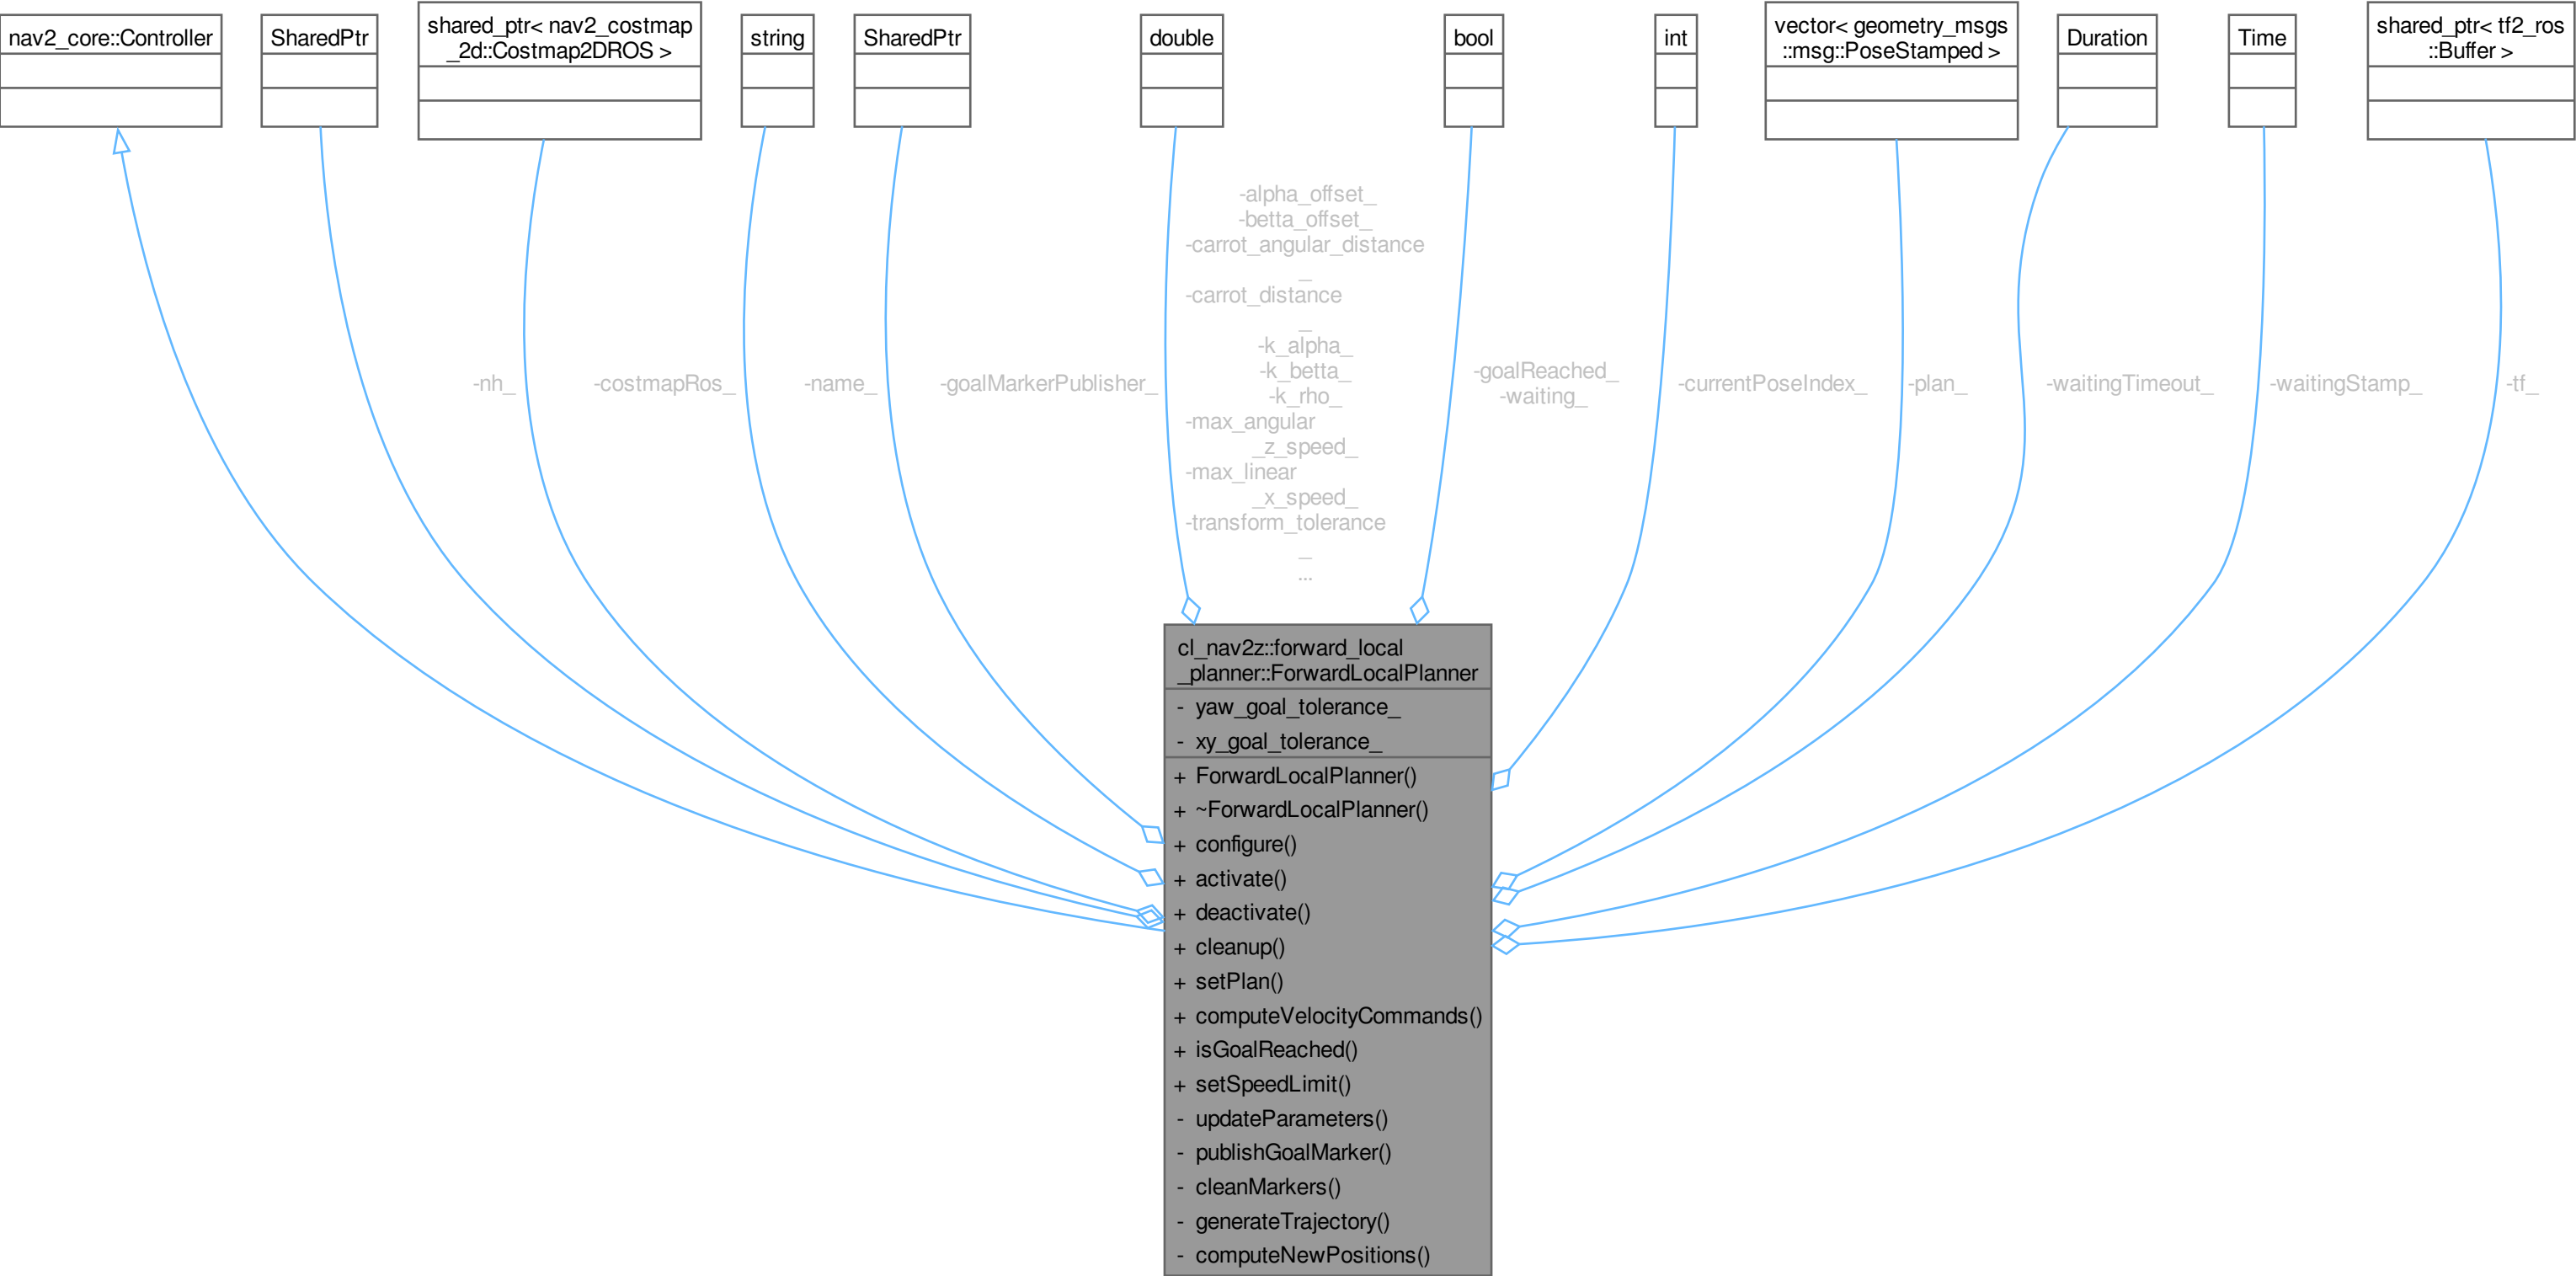 nav2_core::Controller
SharedPtr
shared_ptr< nav2_costmap
_2d::Costmap2DROS >
string
SharedPtr
double
bool
int
vector< geometry_msgs
::msg::PoseStamped >
Duration
Time
shared_ptr< tf2_ros
::Buffer >
-nh_
-costmapRos_
-name_
-goalMarkerPublisher_
-alpha_offset_
-betta_offset_
-carrot_angular_distance
_
-carrot_distance
_
-k_alpha_
-k_betta_
-k_rho_
-max_angular
_z_speed_
-max_linear
_x_speed_
-transform_tolerance
_
...
-goalReached_
-waiting_
-currentPoseIndex_
-plan_
-waitingTimeout_
-waitingStamp_
-tf_
cl_nav2z::forward_local
_planner::ForwardLocalPlanner
- yaw_goal_tolerance_
- xy_goal_tolerance_
+ ForwardLocalPlanner()
+ ~ForwardLocalPlanner()
+ configure()
+ activate()
+ deactivate()
+ cleanup()
+ setPlan()
+ computeVelocityCommands()
+ isGoalReached()
+ setSpeedLimit()
- updateParameters()
- publishGoalMarker()
- cleanMarkers()
- generateTrajectory()
- computeNewPositions()